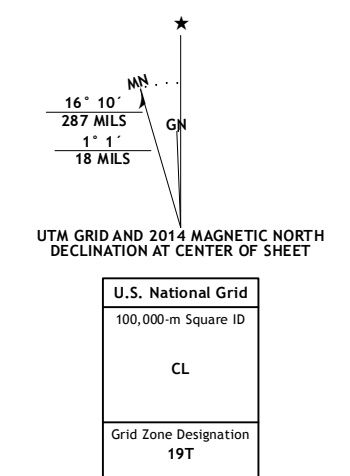 MN
16° 10´
287 MILS
GN
1° 1´
18 MILS
UTM GRID AND 2014 MAGNETIC NORTH
DECLINATION AT CENTER OF SHEET
U.S. National Grid
100,000-m Square ID
CL
Grid Zone Designation
19T